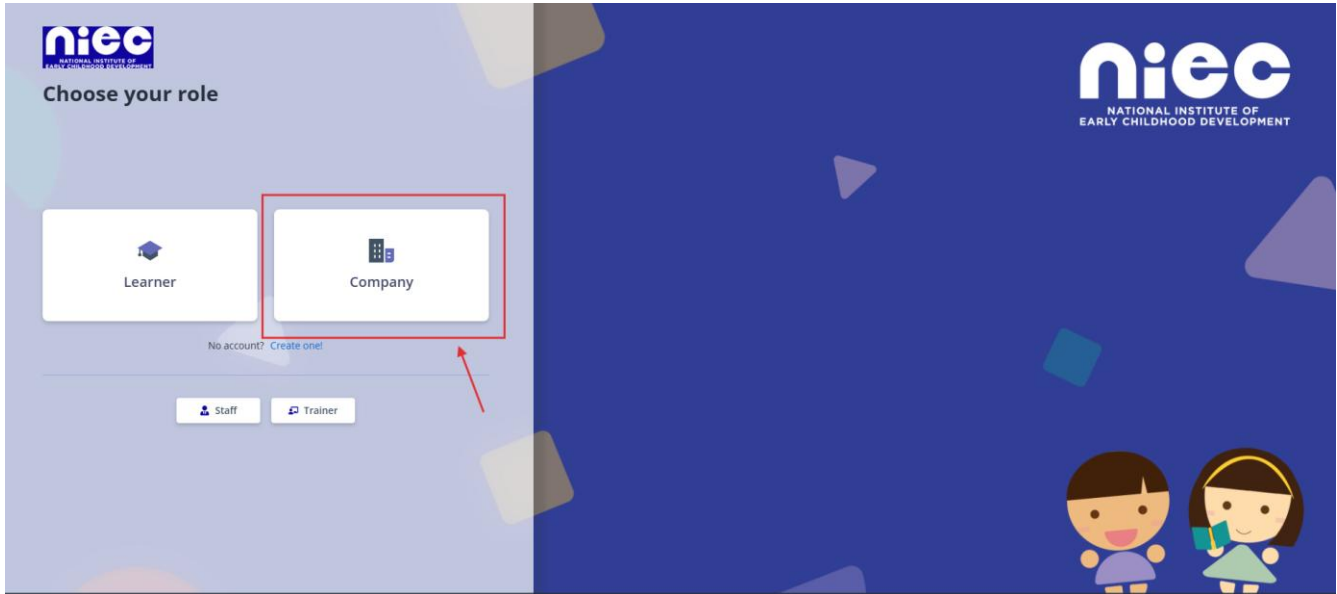 niec
NATIONAL INSTITUTE OF
EARLY CHILDHOOD DEVELOPMENT
Choose your role
Learner
Company
No account? Create one!
Staff
Trainer
niec
NATIONAL INSTITUTE OF
EARLY CHILDHOOD DEVELOPMENT